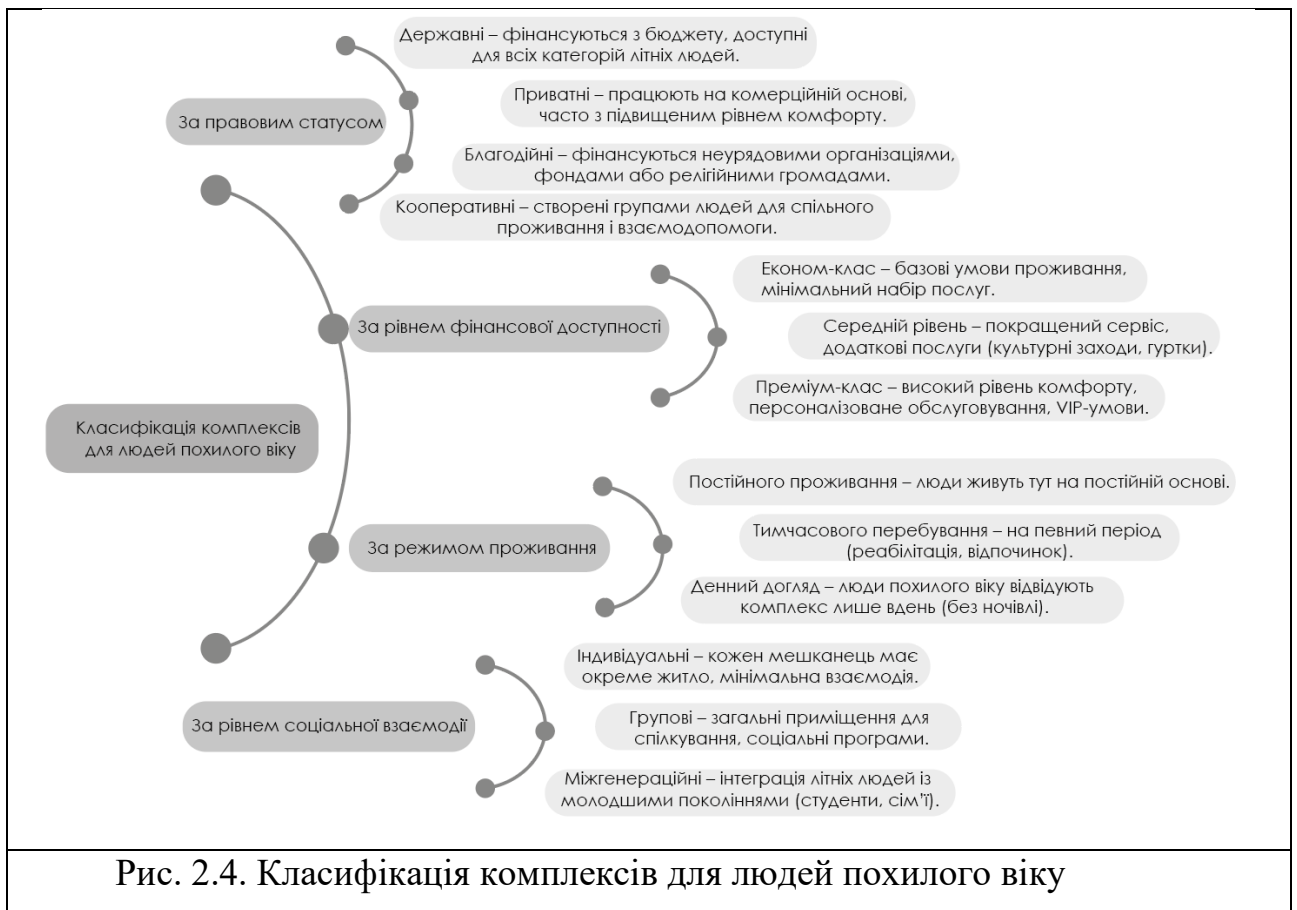 Державні – фінансуються з бюджету, доступні
для всіх категорій літніх людей.
За правовим статусом
Приватні – працюють на комерційній основі,
часто з підвищеним рівнем комфорту.
Благодійні – фінансуються неурядовими організаціями,
фондами або релігійними громадами.
Кооперативні – створені групами людей для спільного
проживання і взаємодопомоги.
За рівнем фінансової доступності
Економ-клас – базові умови проживання,
мінімальний набір послуг.
Середній рівень – покращений сервіс,
додаткові послуги (культурні заходи, гуртки).
Преміум-клас – високий рівень комфорту,
персоналізоване обслуговування, VIP-умови.
Класифікація комплексів
для людей похилого віку
За режимом проживання
Постійного проживання – люди живуть тут на постійній основі.
Тимчасового перебування – на певний період
(реабілітація, відпочинок).
Денний догляд – люди похилого віку відвідують
комплекс лише вдень (без ночівлі).
За рівнем соціальної взаємодії
Індивідуальні – кожен мешканець має
окреме житло, мінімальна взаємодія.
Групові – загальні приміщення для
спілкування, соціальні програми.
Міжгенераційні – інтеграція літніх людей із
молодшими поколіннями (студенти, сім'ї).
Рис. 2.4. Класифікація комплексів для людей похилого віку